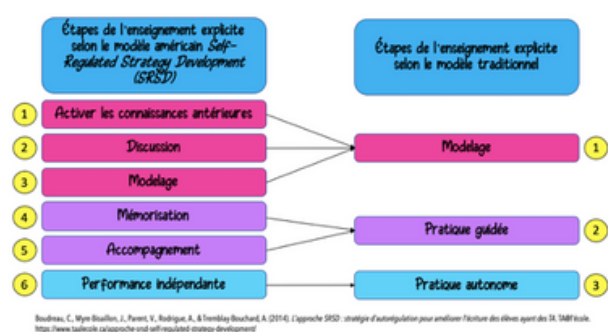 Étapes de l'enseignement explicite
selon le modèle américain Self-
Regulated Strategy Development
(SRSD)
Étapes de l'enseignement explicite
selon le modèle traditionnel
1 Activer les connaissances antérieures
2 Discussion
3 Modelage
4 Mémorisation
5 Accompagnement
6 Performance indépendante
Modelage 1
Pratique guidée 2
Pratique autonome 3
Boudreau, C., Myre-Bisaillon, J., Parent, V., Rodrigue, A., & Tremblay-Bouchard, A. (2014). L'approche SRSD : stratégie d'autorégulation pour améliorer l'écriture des élèves ayant des TA. TA@l'école.
https://www.taalecole.ca/approche-srsd-self-regulated-strategy-development/